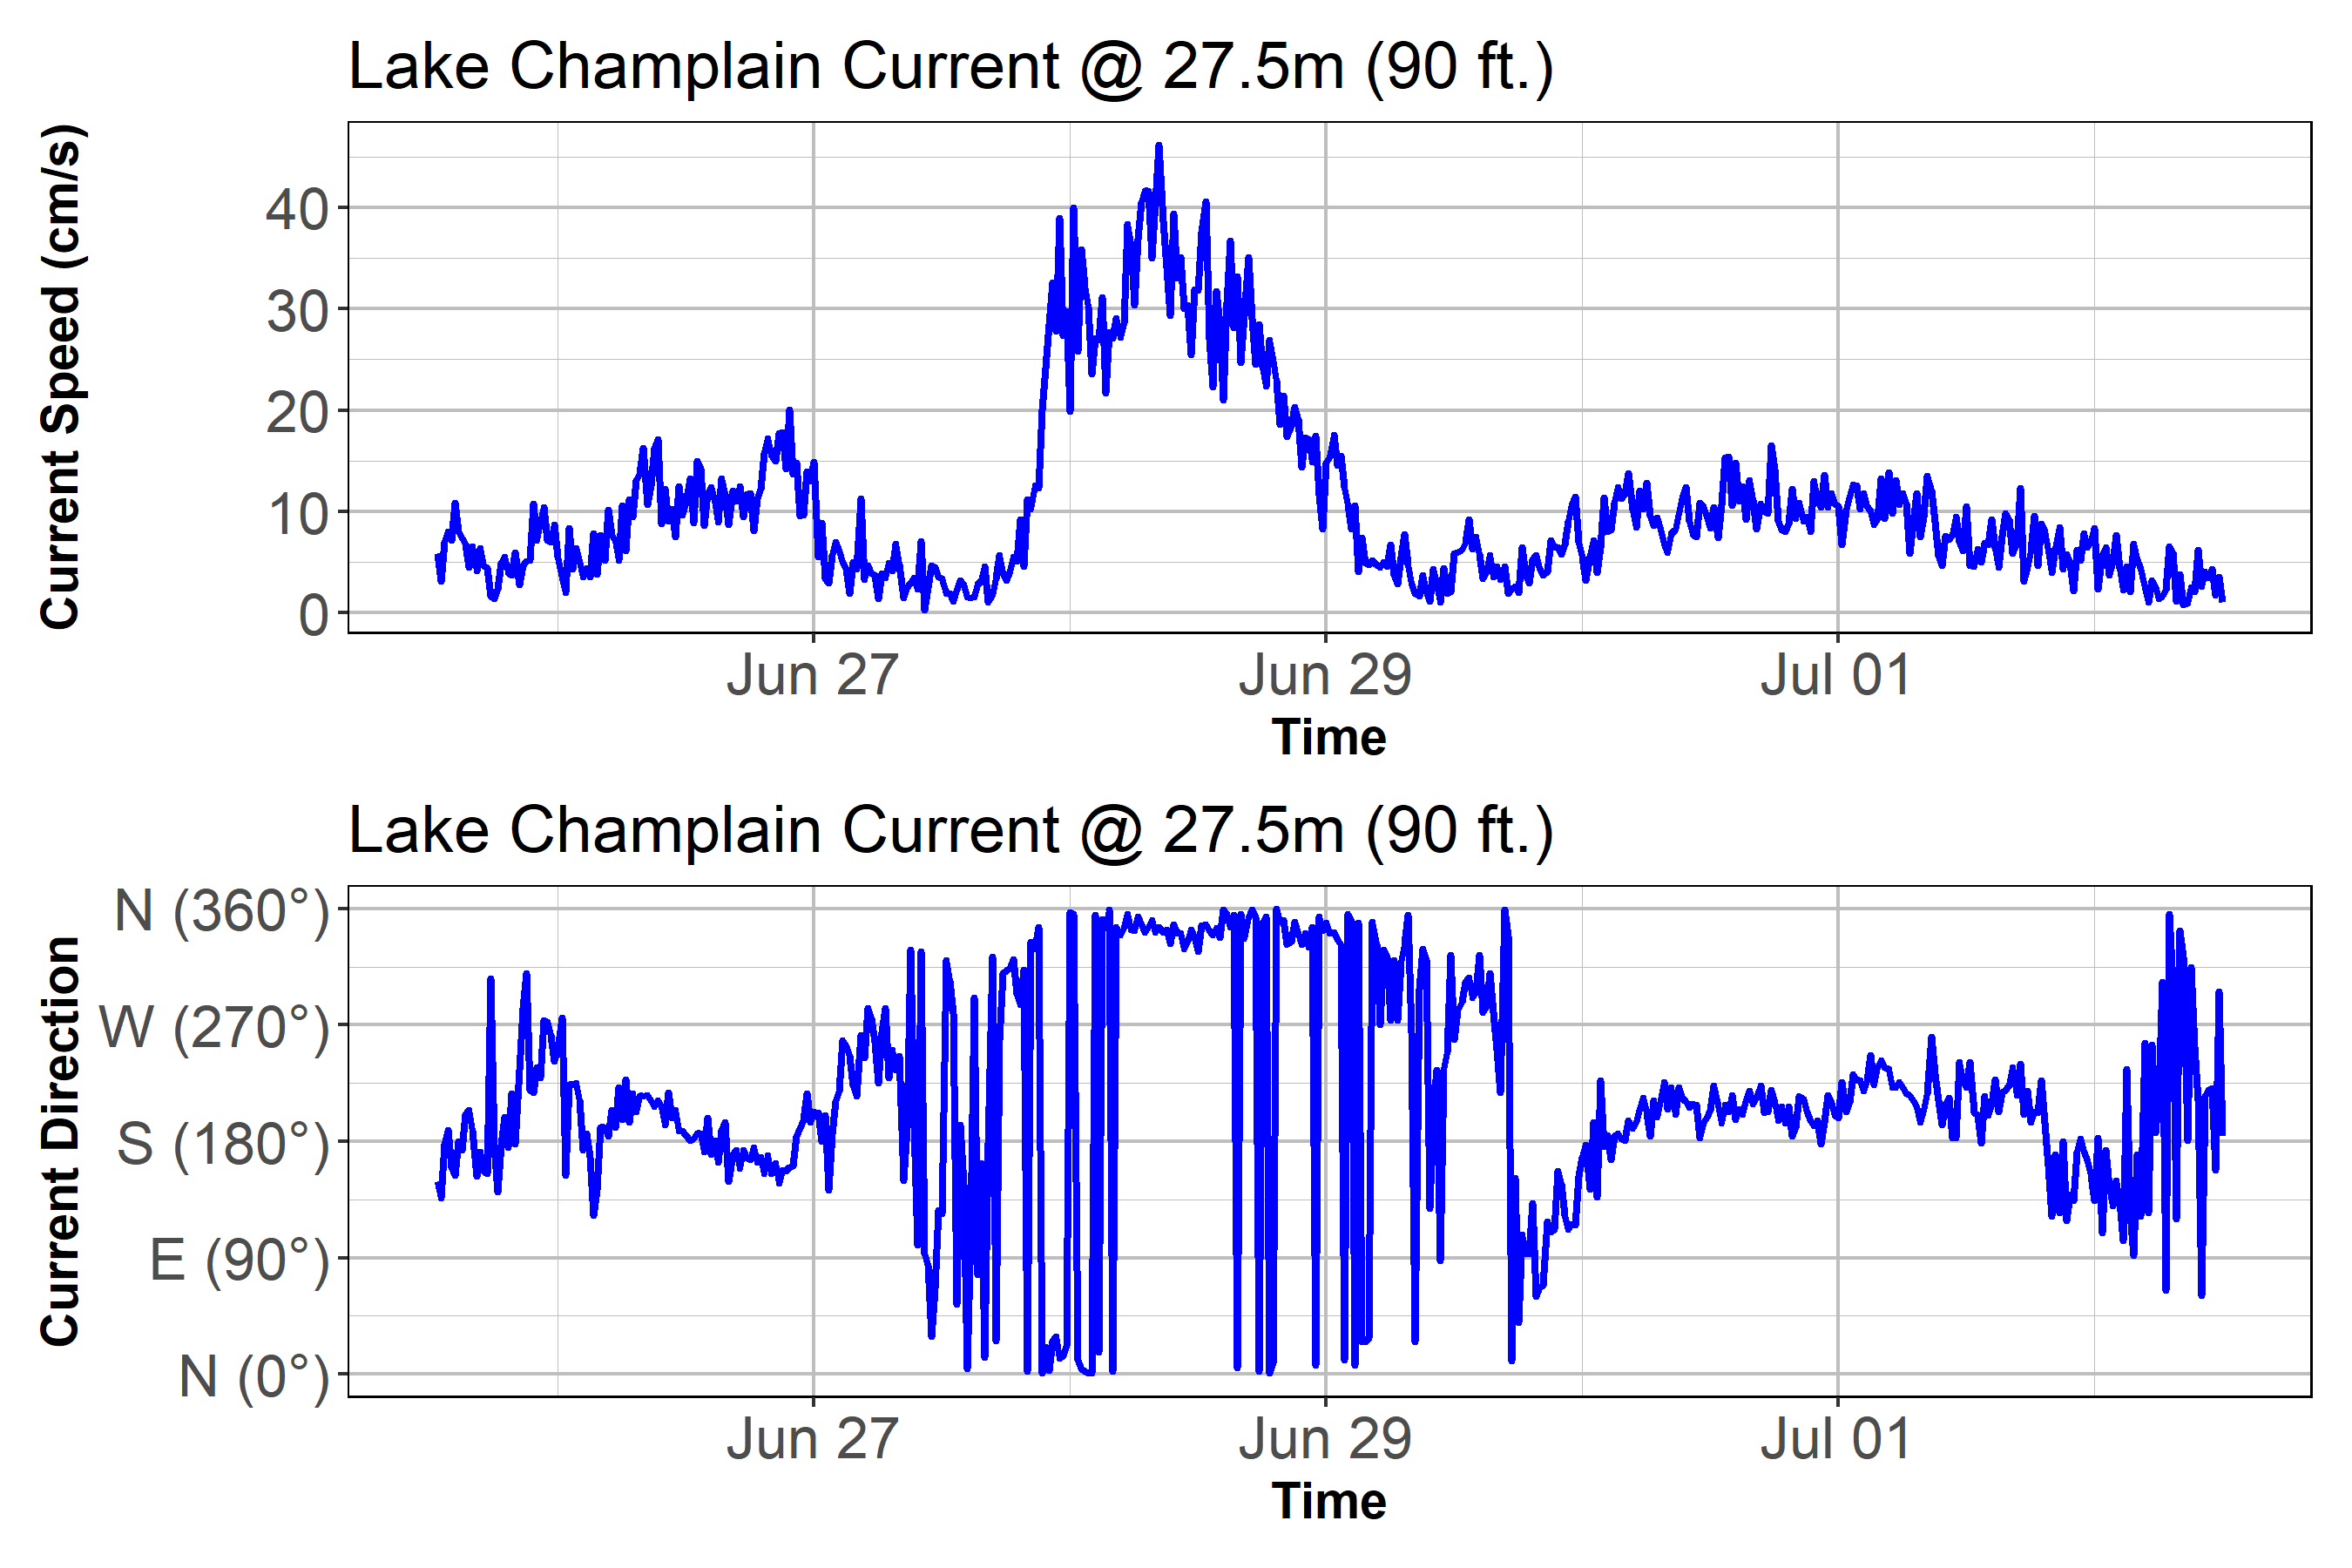 Lake Champlain Current @ 27.5m (90 ft.)
Current Speed (cm/s)
40
30
20
10
0
Jun 27 Jun 29 Jul 01
Time
Lake Champlain Current @ 27.5m (90 ft.)
Current Direction
N (360°)
W (270°)
S (180°)
E (90°)
N (0°)
Jun 27 Jun 29 Jul 01
Time